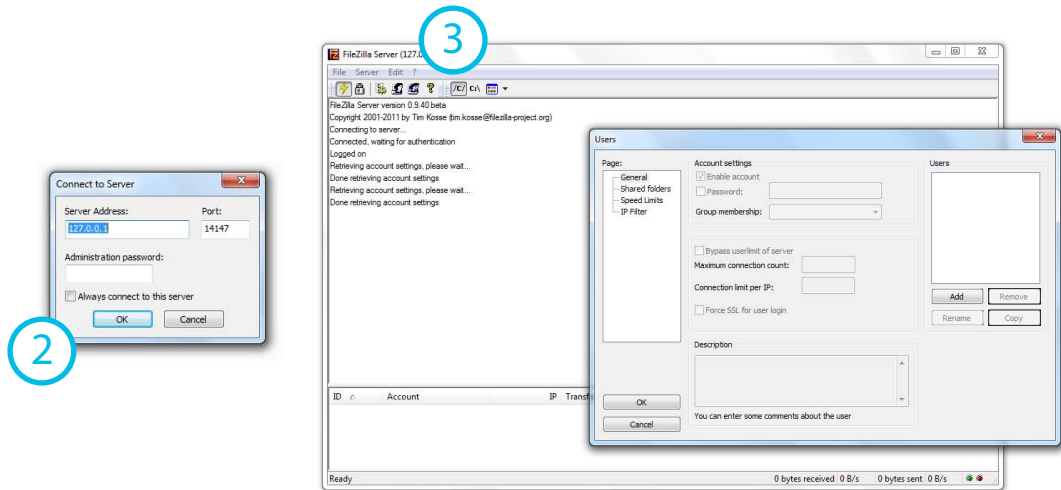 3
FileZilla Server (127.0
File Server Edit ?
/C/ C:\
FileZilla Server version 0.9.40 beta
Copyright 2001-2011 by Tim Kosse (tim.kosse@filezilla-project.org)
Connecting to server...
Connected, waiting for authentication
Logged on
Retrieving account settings, please wait...
Done retrieving account settings
Retrieving account settings, please wait...
Done retrieving account settings
ID Account IP Transf
Ready 0 bytes received 0 B/s 0 bytes sent 0 B/s
Connect to Server
Server Address: Port:
127.0.0.1 14147
Administration password:
Always connect to this server
OK Cancel
2
Users
Page:
General
Shared folders
Speed Limits
IP Filter
OK
Cancel
Account settings
Enable account
Password:
Group membership:
Bypass userlimit of server
Maximum connection count:
Connection limit per IP:
Force SSL for user login
Description
You can enter some comments about the user
Users
Add Remove
Rename Copy